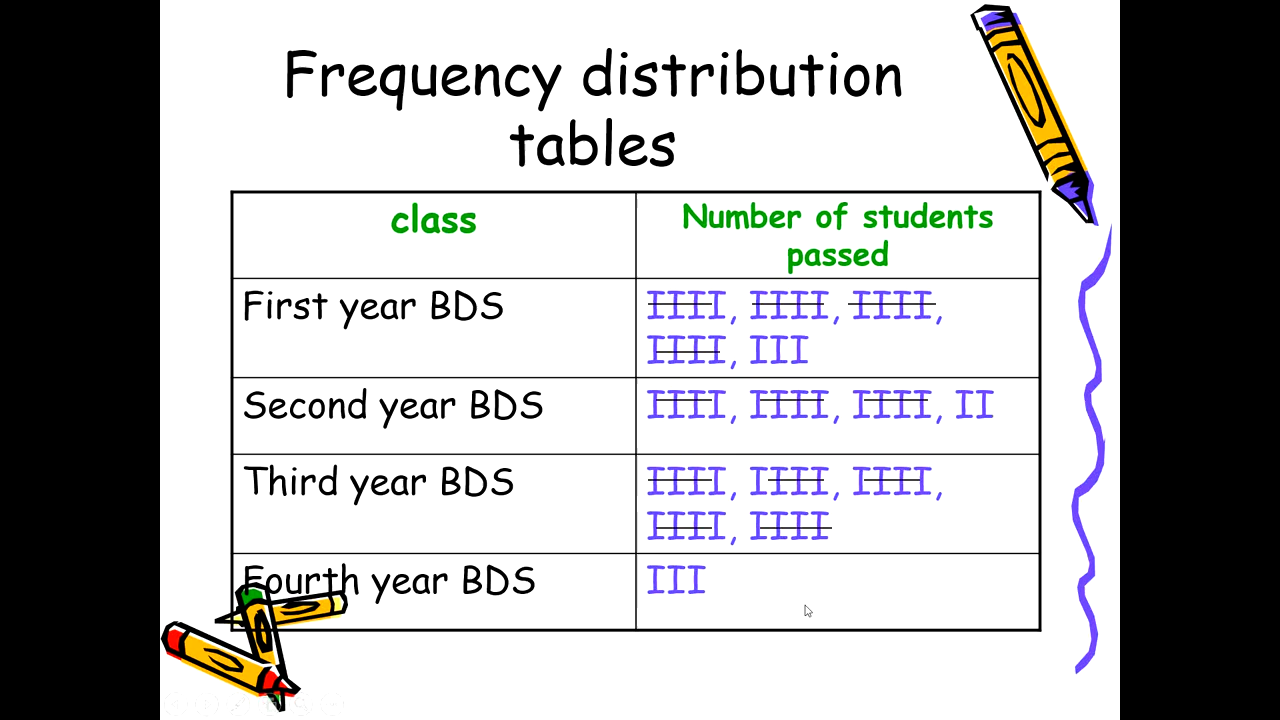 Frequency distribution
tables
class
Number of students
passed
First year BDS
IIII, IIII, IIII,
IIII, III
Second year BDS
IIII, IIII, IIII, II
Third year BDS
IIII, IIII, IIII,
IIII, IIII
Fourth year BDS
III